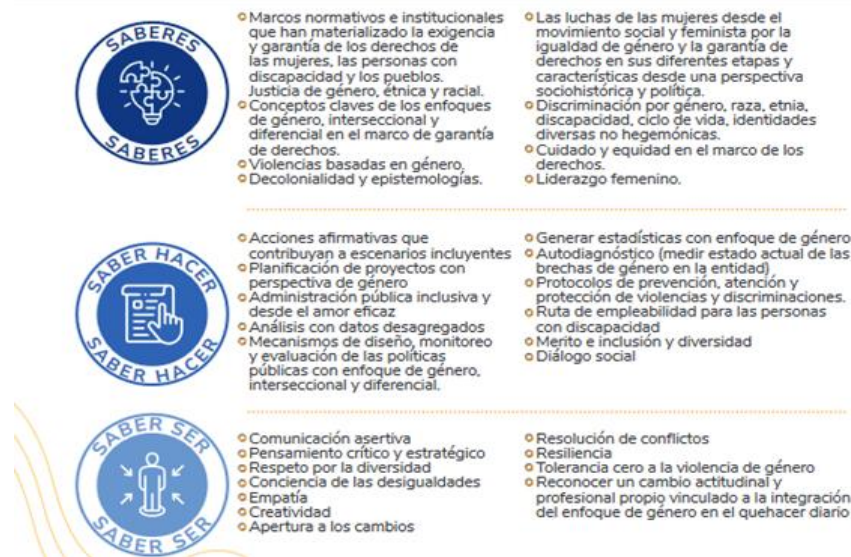 SABERES
SABERES
Marcos normativos e institucionales
que han materializado la exigencia
y garantía de los derechos de
las mujeres, las personas con
discapacidad y los pueblos.
Justicia de género, étnica y racial.
Conceptos claves de los enfoques
de género, interseccional y
diferencial en el marco de garantía
de derechos.
Violencias basadas en género,
Decolonialidad y epistemologías.
Las luchas de las mujeres desde el
movimiento social y feminista por la
igualdad de género y la garantía de
derechos en sus diferentes etapas y
características desde una perspectiva
sociohistórica y política.
Discriminación por género, raza, etnia,
discapacidad, ciclo de vida, identidades
diversas no hegemónicas.
Cuidado y equidad en el marco de los
derechos.
Liderazgo femenino.
SABER HACER
SABER HACER
Acciones afirmativas que
contribuyan a escenarios incluyentes
Planificación de proyectos con
perspectiva de género
Administración pública inclusiva y
desde el amor eficaz
Análisis con datos desagregados
Mecanismos de diseño, monitoreo
y evaluación de las políticas
públicas con enfoque de género,
interseccional y diferencial.
Generar estadísticas con enfoque de género
Autodiagnóstico (medir estado actual de las
brechas de género en la entidad)
Protocolos de prevención, atención y
protección de violencias y discriminaciones.
Ruta de empleabilidad para las personas
con discapacidad
Merito e inclusión y diversidad
Diálogo social
SABER SER
SABER SER
Comunicación asertiva
Pensamiento crítico y estratégico
Respeto por la diversidad
Conciencia de las desigualdades
Empatía
Creatividad
Apertura a los cambios
Resolución de conflictos
Resiliencia
Tolerancia cero a la violencia de género
Reconocer un cambio actitudinal y
profesional propio vinculado a la integración
del enfoque de género en el quehacer diario